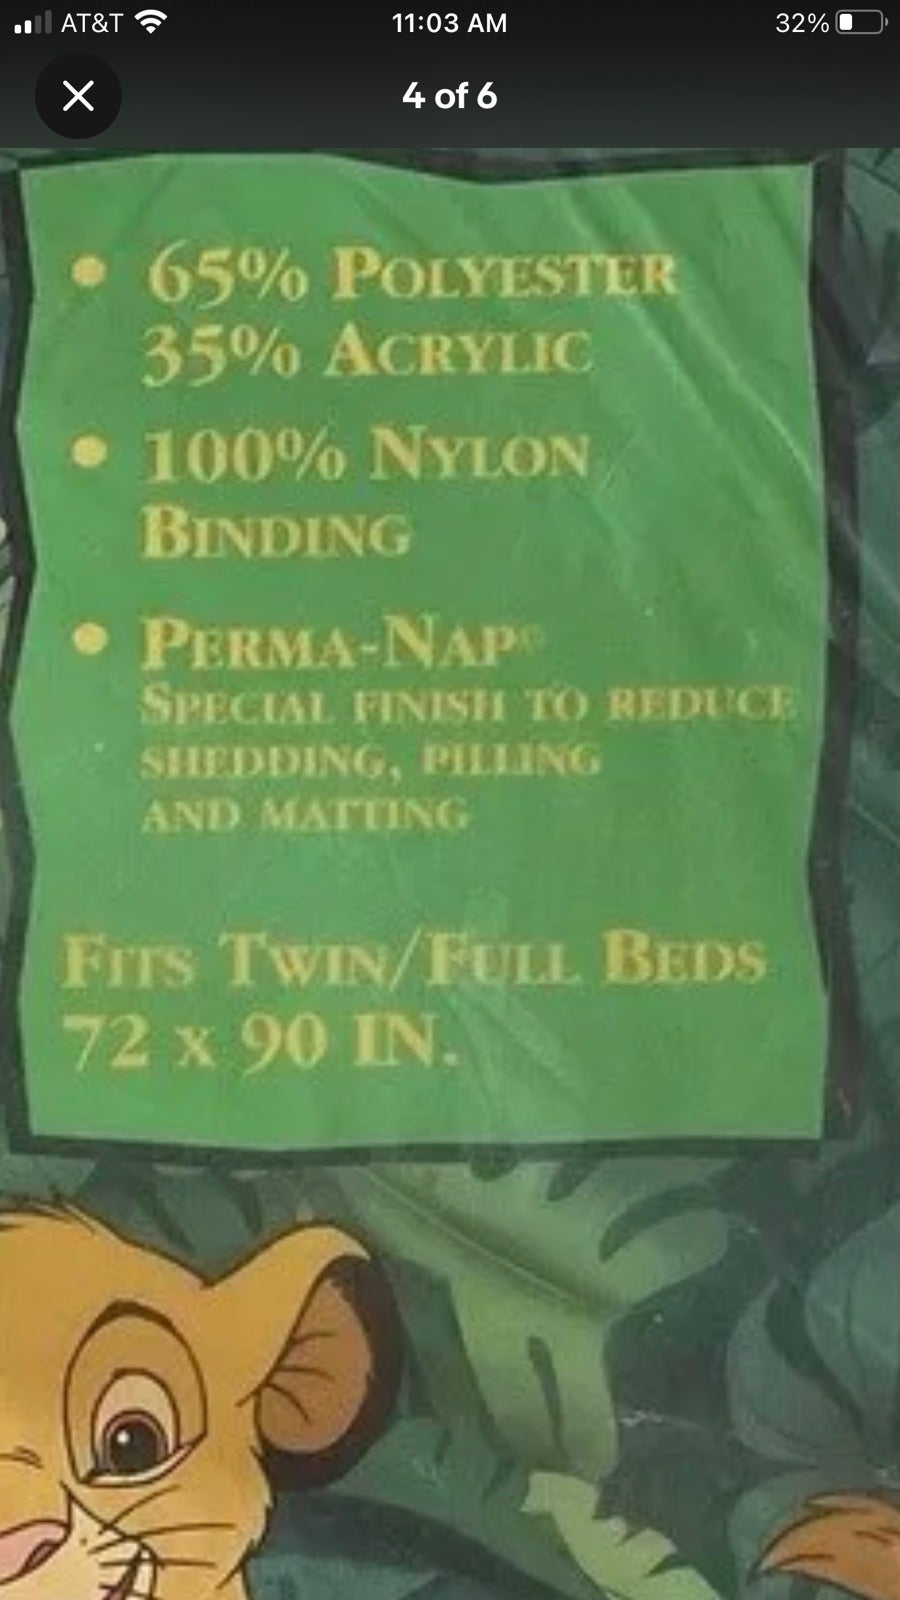 AT&T 11:03 AM 32%
4 of 6
• 65% POLYESTER
35% ACRYLIC
• 100% NYLON
BINDING
• PERMA-NAP®
SPECIAL FINISH TO REDUCE
SHEDDING, PILLING
AND MATTING
FITS TWIN/FULL BEDS
72 x 90 IN.